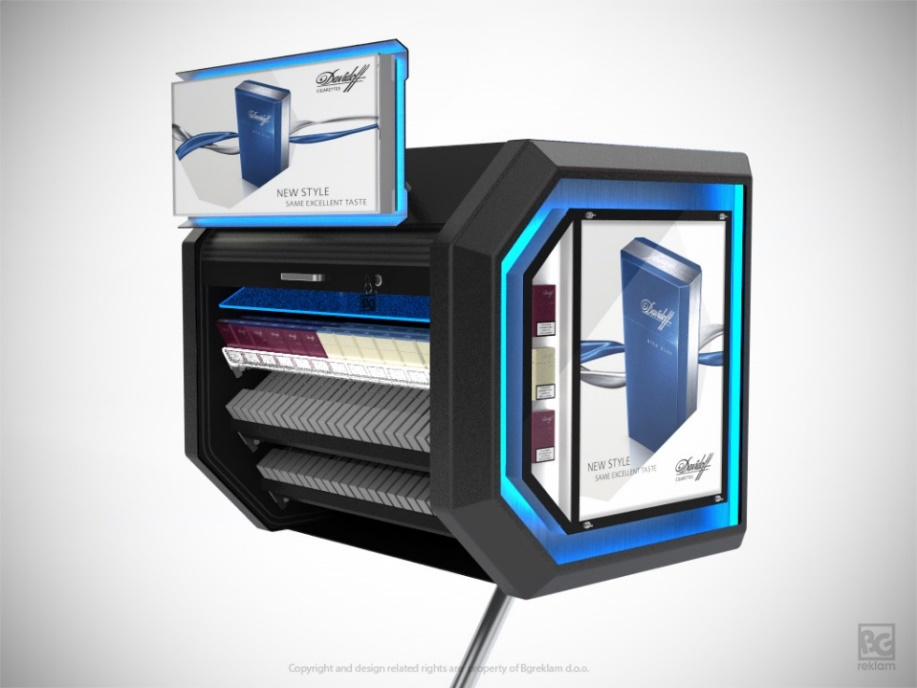 Davidoff
CIGARETTES
Davidoff
NEW STYLE
SAME EXCELLENT TASTE
Davidoff
NEW STYLE
SAME EXCELLENT TASTE
Davidoff
CIGARETTES
BG
reklam
Copyright and design related rights are property of Bgreklam d.o.o.